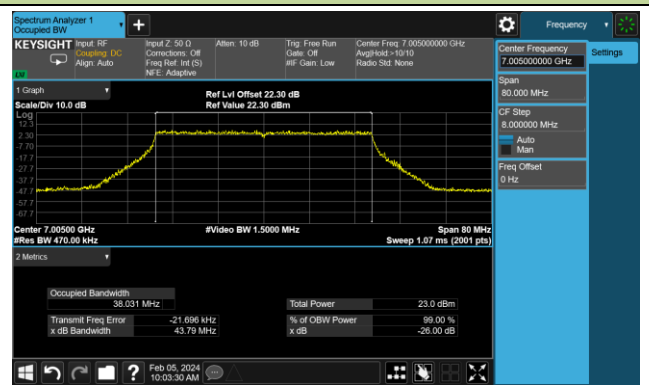 Spectrum Analyzer 1
Occupied BW
Frequency
KEYSIGHT Input: RF Input Z: 50 Ω Atten: 10 dB Trig: Free Run Center Freq: 7.005000000 GHz
Coupling: DC Corrections: Off Gate: Off Avg|Hold:>10/10
Align: Auto Freq Ref: Int (S) #IF Gain: Low Radio Std: None
NFE: Adaptive
Center Frequency
7.005000000 GHz
Settings
Span
80.000 MHz
CF Step
8.000000 MHz
Auto
Man
Freq Offset
0 Hz
1 Graph
Ref Lvl Offset 22.30 dB
Scale/Div 10.0 dB Ref Value 22.30 dBm
Log
12.3
2.30
-7.70
-17.7
-27.7
-37.7
-47.7
-57.7
-67.7
Center 7.00500 GHz #Video BW 1.5000 MHz Span 80 MHz
#Res BW 470.00 kHz Sweep 1.07 ms (2001 pts)
2 Metrics
Occupied Bandwidth
38.031 MHz Total Power 23.0 dBm
Transmit Freq Error -21.696 kHz % of OBW Power 99.00 %
x dB Bandwidth 43.79 MHz x dB -26.00 dB
Feb 05, 2024
10:03:30 AM